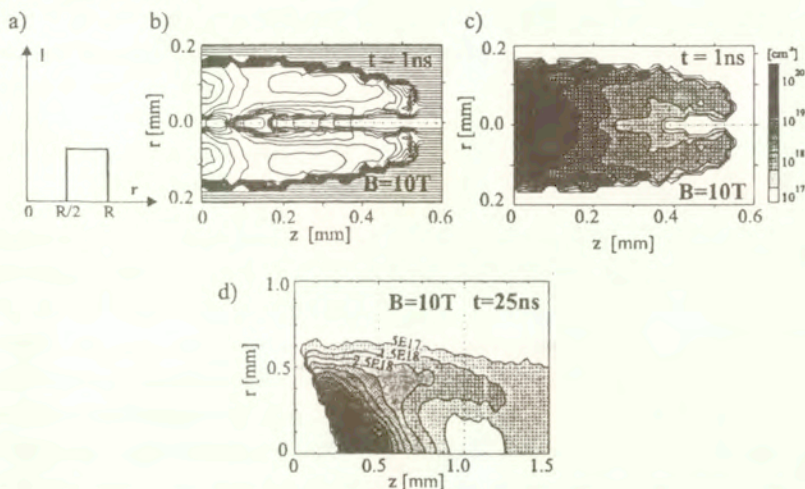 a)
I
r
0 R/2 R
b)
t = 1ns
B=10T
0.2
0.0
0.2
r [mm]
r [mm]
0 0.2 0.4 0.6
z [mm]
c)
t = 1ns
B=10T
0.2
0.0
0.2
r [mm]
r [mm]
0 0.2 0.4 0.6
z [mm]
10^20
10^19
10^18
10^17
d)
B=10T t=25ns
5E17
1.5E18
2.5E18
1.0
0.5
0
r [mm]
0 0.5 1.0 1.5
z [mm]